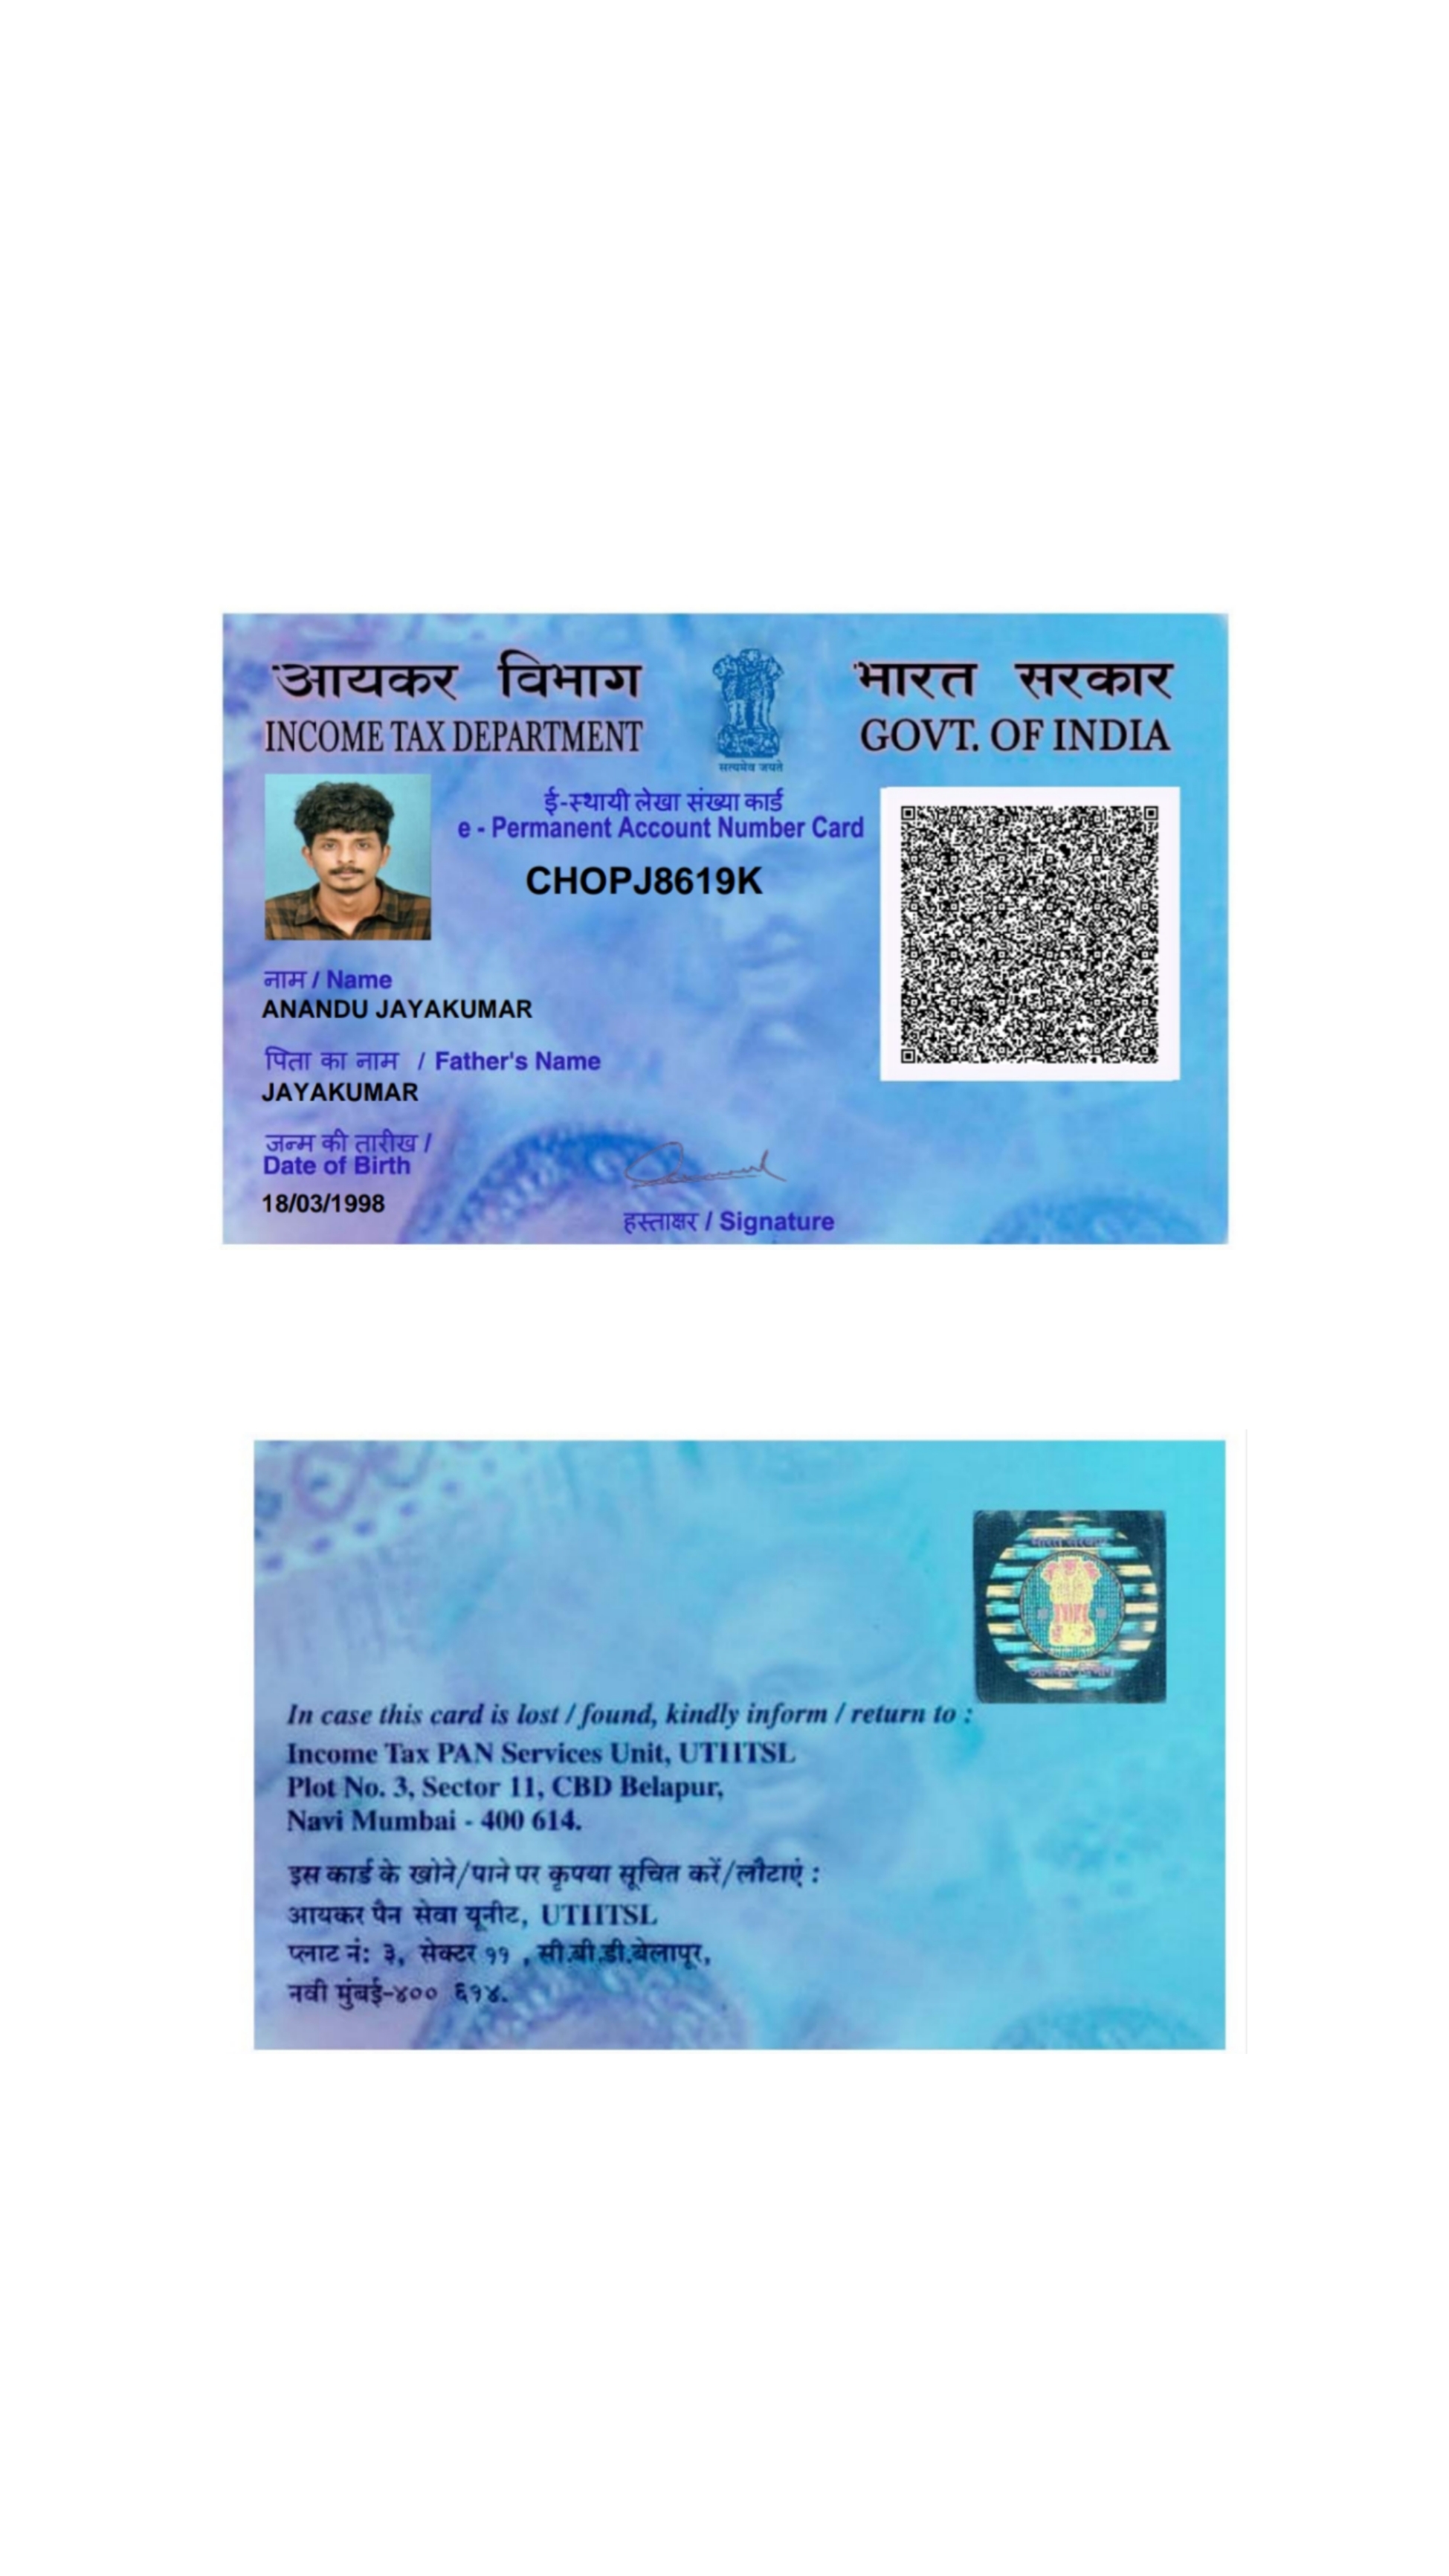 आयकर विभाग
INCOME TAX DEPARTMENT
सत्यमेव जयते
भारत सरकार
GOVT. OF INDIA
ई-स्थायी लेखा संख्या कार्ड
e - Permanent Account Number Card
CHOPJ8619K
नाम / Name
ANANDU JAYAKUMAR
पिता का नाम / Father's Name
JAYAKUMAR
जन्म की तारीख /
Date of Birth
18/03/1998
हस्ताक्षर / Signature
In case this card is lost / found, kindly inform / return to :
Income Tax PAN Services Unit, UTIITSL
Plot No. 3, Sector 11, CBD Belapur,
Navi Mumbai - 400 614.
इस कार्ड के खोने/पाने पर कृपया सूचित करें/लौटाएं :
आयकर पैन सेवा यूनीट, UTIITSL
प्लाट नं: ३, सेक्टर ११ , सी.बी.डी.बेलापूर,
नवी मुंबई-४०० ६१४.